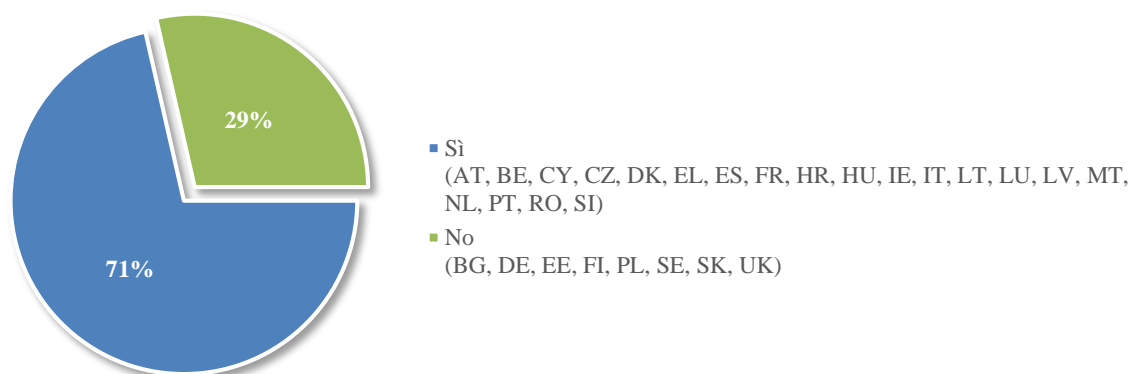 29%
71%
Sì
(AT, BE, CY, CZ, DK, EL, ES, FR, HR, HU, IE, IT, LT, LU, LV, MT,
NL, PT, RO, SI)
No
(BG, DE, EE, FI, PL, SE, SK, UK)